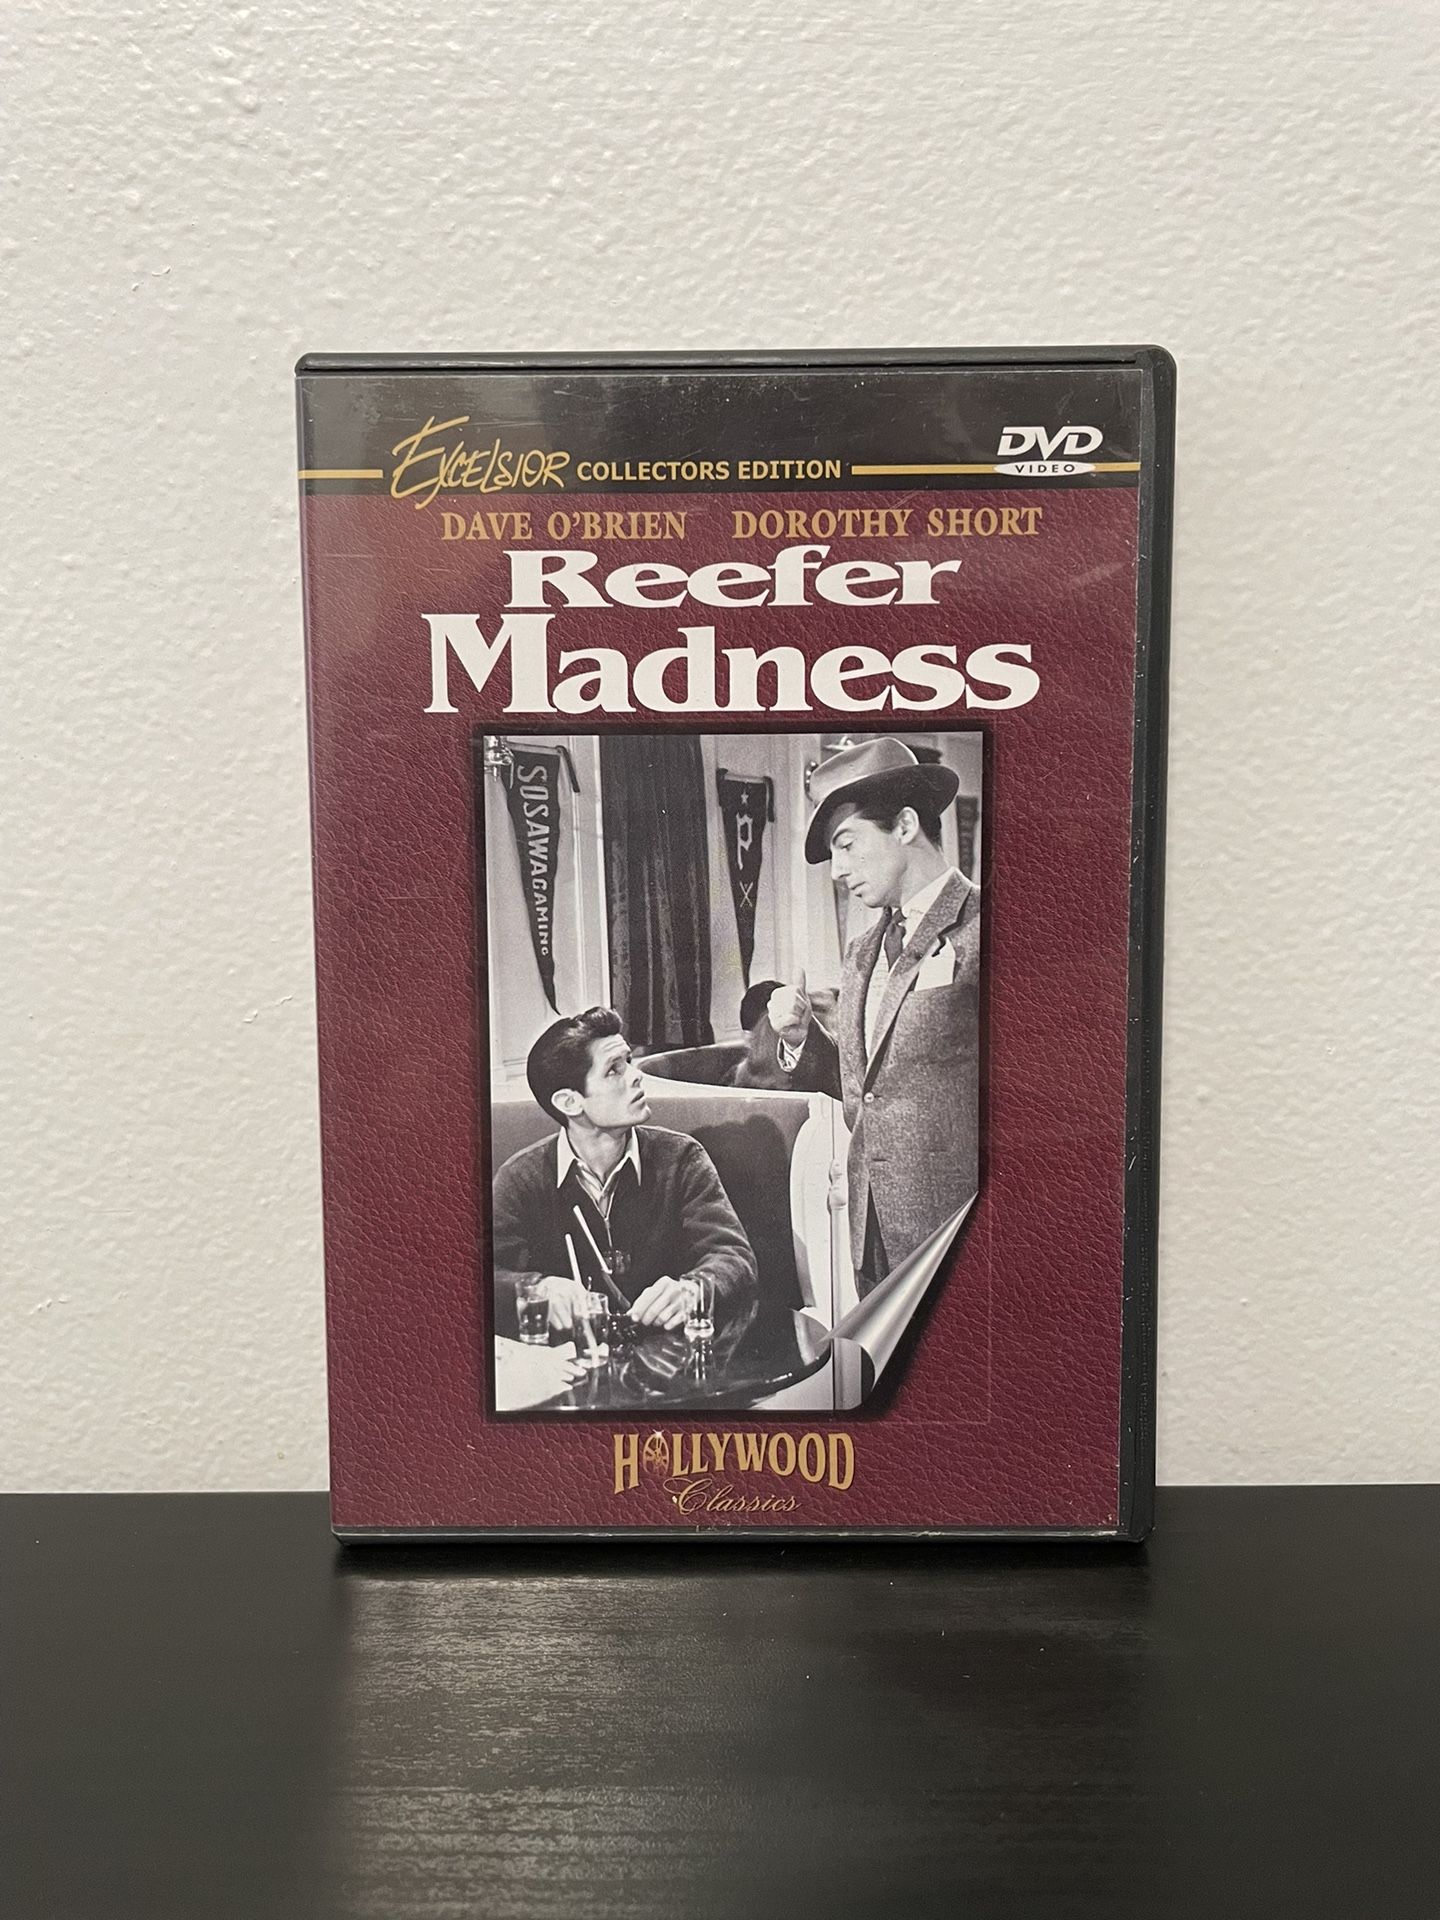 Excelsior COLLECTORS EDITION
DVD
VIDEO
DAVE O'BRIEN DOROTHY SHORT
Reefer
Madness
SOSAWAGAMING
P
HOLLYWOOD
Classics